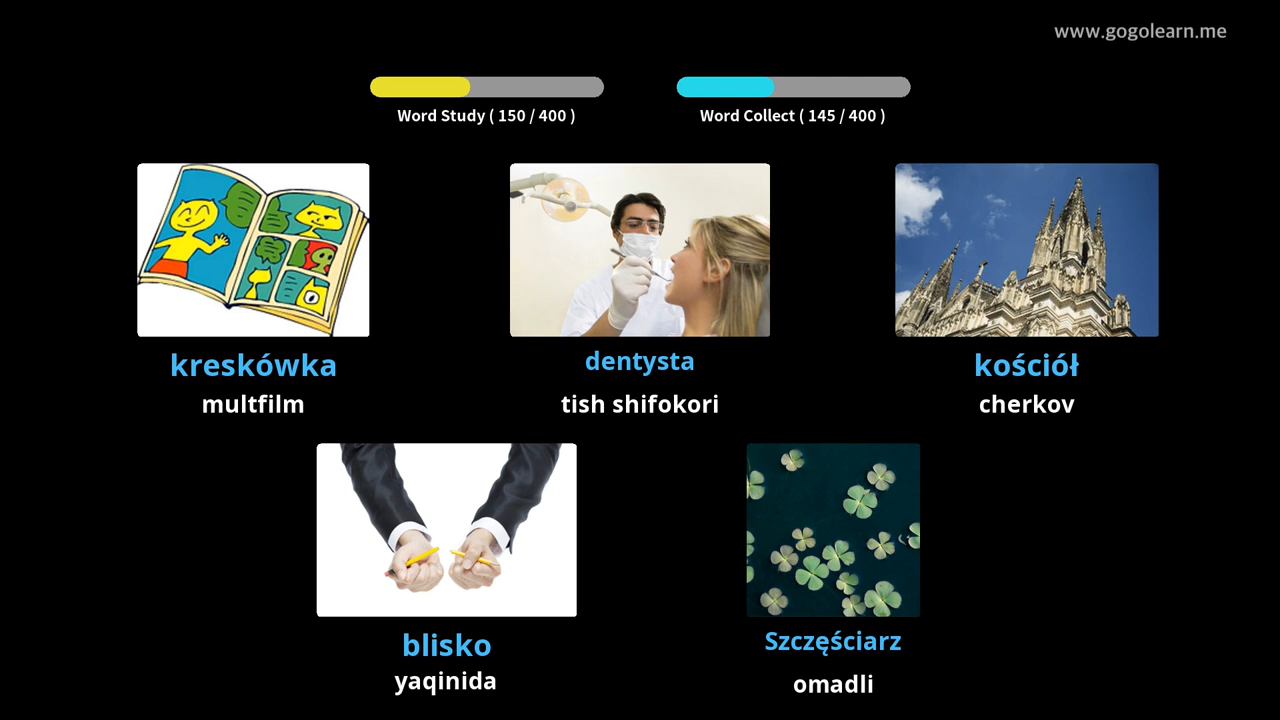 www.gogolearn.me
Word Study ( 150 / 400 )
Word Collect ( 145 / 400 )
kreskówka
multfilm
dentysta
tish shifokori
kościół
cherkov
blisko
yaqinida
Szczęściarz
omadli